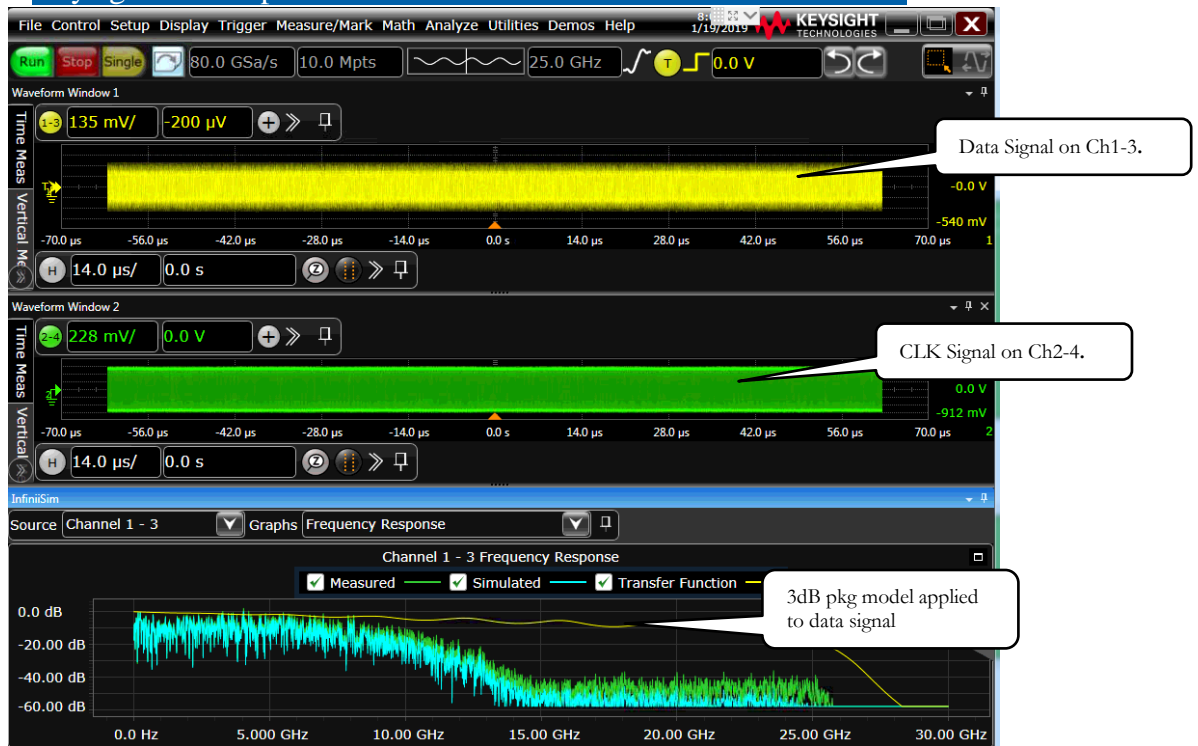 File Control Setup Display Trigger Measure/Mark Math Analyze Utilities Demos Help
1/19/2019
KEYSIGHT
TECHNOLOGIES
X
Run Stop Single 80.0 GSa/s 10.0 Mpts 25.0 GHz T 0.0 V
Waveform Window 1
Time Meas
Vertical Me
1-3 135 mV/ -200 µV
Data Signal on Ch1-3.
-0.0 V
-540 mV
-70.0 µs -56.0 µs -42.0 µs -28.0 µs -14.0 µs 0.0 s 14.0 µs 28.0 µs 42.0 µs 56.0 µs 70.0 µs 1
H 14.0 µs/ 0.0 s Z
Waveform Window 2
Time Meas
Vertical
2-4 228 mV/ 0.0 V
CLK Signal on Ch2-4.
0.0 V
-912 mV
-70.0 µs -56.0 µs -42.0 µs -28.0 µs -14.0 µs 0.0 s 14.0 µs 28.0 µs 42.0 µs 56.0 µs 70.0 µs 2
H 14.0 µs/ 0.0 s Z
InfiniiSim
Source Channel 1 - 3 Graphs Frequency Response
Channel 1 - 3 Frequency Response
Measured Simulated Transfer Function
3dB pkg model applied
to data signal
0.0 dB
-20.00 dB
-40.00 dB
-60.00 dB
0.0 Hz 5.000 GHz 10.00 GHz 15.00 GHz 20.00 GHz 25.00 GHz 30.00 GHz